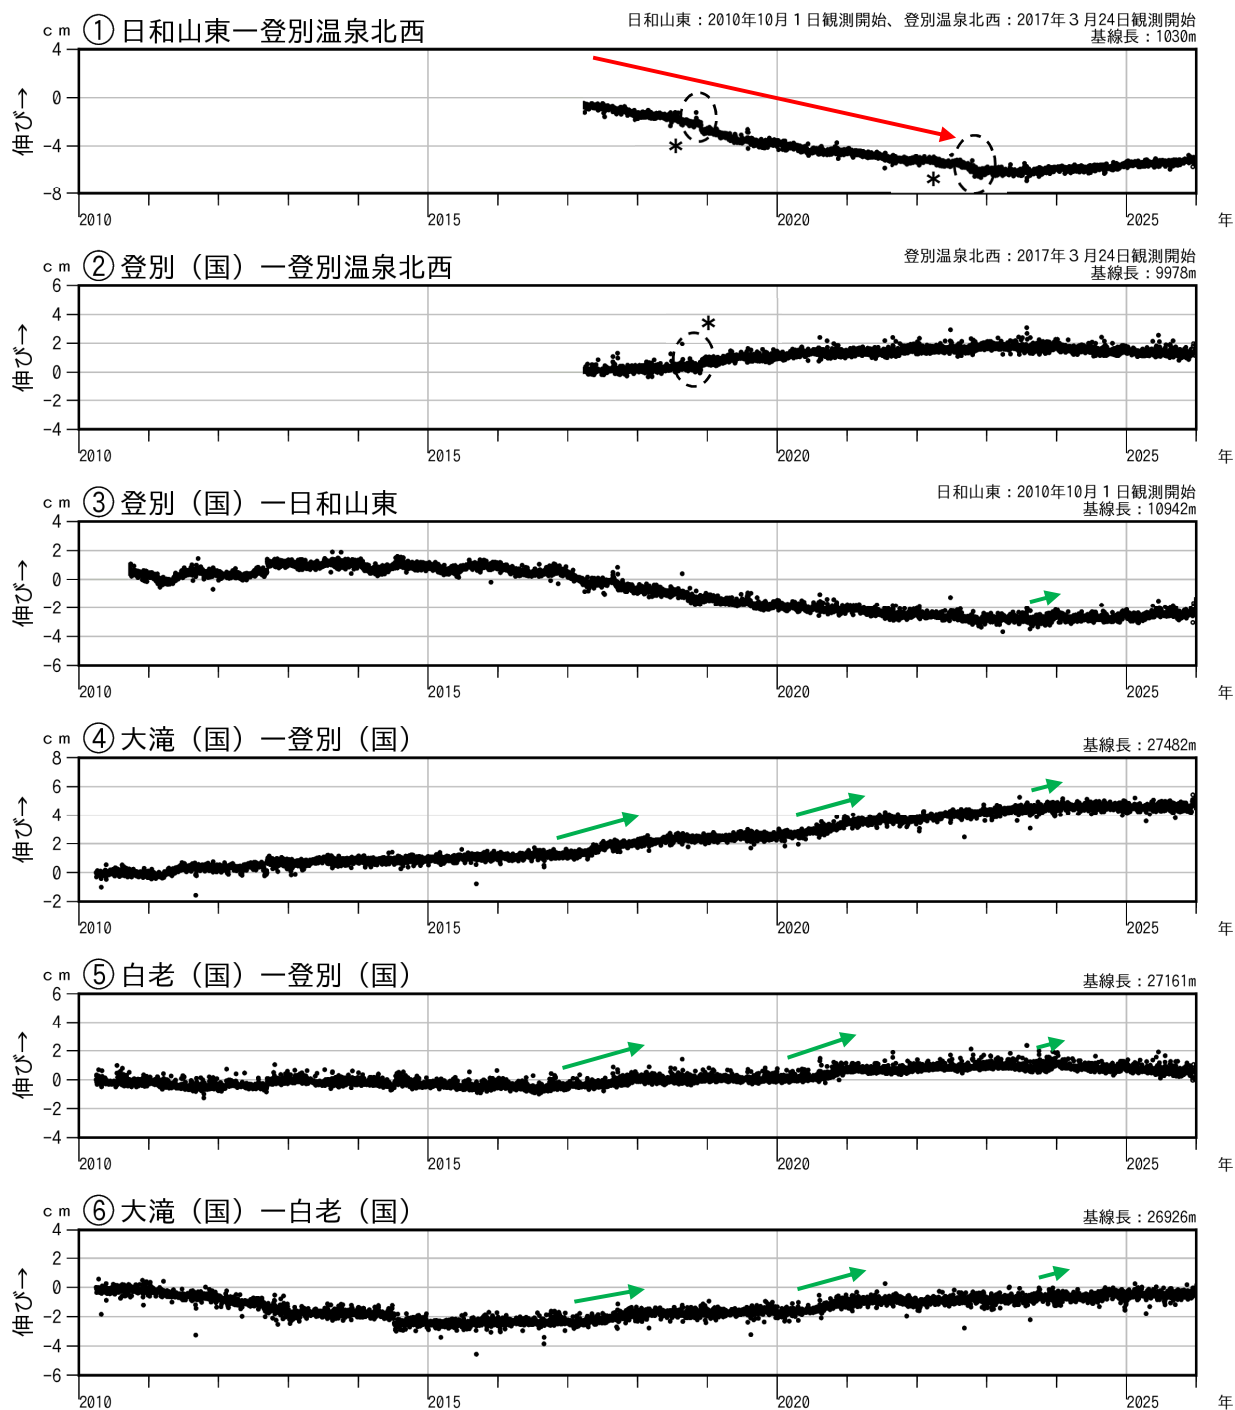 cm ①日和山東－登別温泉北西
日和山東：2010年10月１日観測開始、登別温泉北西：2017年３月24日観測開始
基線長：1030m
伸び→
4
0
-4
-8
*
*
2010 2015 2020 2025 年
cm ②登別（国）－登別温泉北西
登別温泉北西：2017年３月24日観測開始
基線長：9978m
伸び→
6
4
2
0
-2
-4
*
2010 2015 2020 2025 年
cm ③登別（国）－日和山東
日和山東：2010年10月１日観測開始
基線長：10942m
伸び→
4
2
0
-2
-4
-6
2010 2015 2020 2025 年
cm ④大滝（国）－登別（国）
基線長：27482m
伸び→
8
6
4
2
0
-2
2010 2015 2020 2025 年
cm ⑤白老（国）－登別（国）
基線長：27161m
伸び→
6
4
2
0
-2
-4
2010 2015 2020 2025 年
cm ⑥大滝（国）－白老（国）
基線長：26926m
伸び→
4
2
0
-2
-4
-6
2010 2015 2020 2025 年